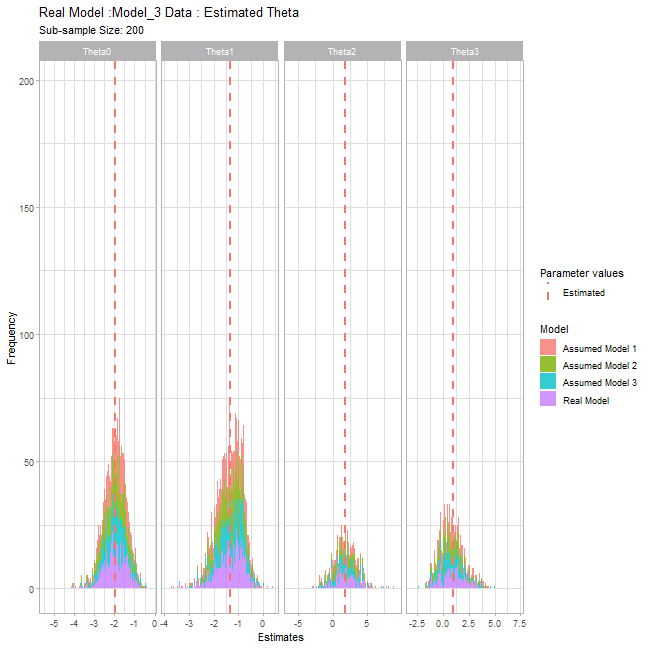 Real Model :Model_3 Data : Estimated Theta
Sub-sample Size: 200
Theta0 Theta1 Theta2 Theta3
200
150
100
50
0
Frequency
-5 -4 -3 -2 -1 0 -4 -3 -2 -1 0 -5 0 5 -2.5 0.0 2.5 5.0 7.5
Estimates
Parameter values
Estimated
Model
Assumed Model 1
Assumed Model 2
Assumed Model 3
Real Model